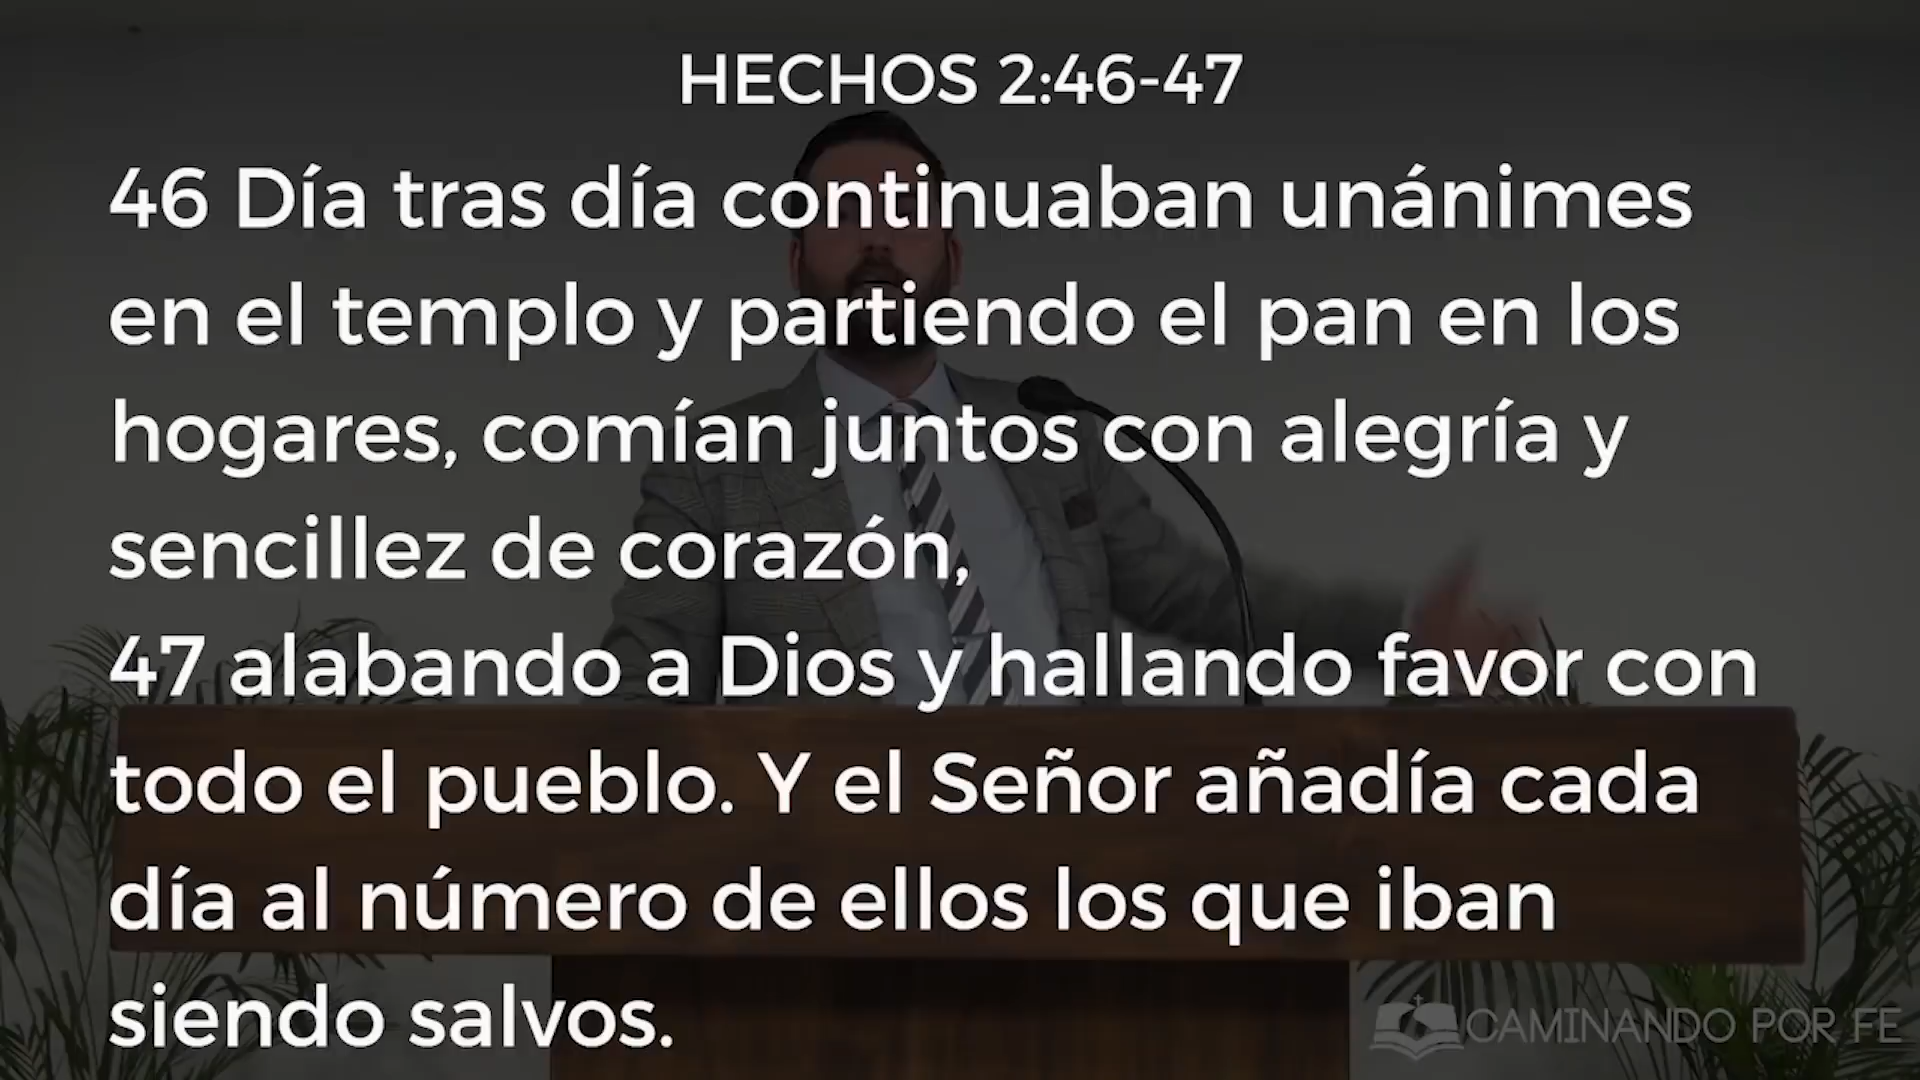 HECHOS 2:46-47
46 Día tras día continuaban unánimes
en el templo y partiendo el pan en los
hogares, comían juntos con alegría y
sencillez de corazón,
47 alabando a Dios y hallando favor con
todo el pueblo. Y el Señor añadía cada
día al número de ellos los que iban
siendo salvos.
CAMINANDO POR FE